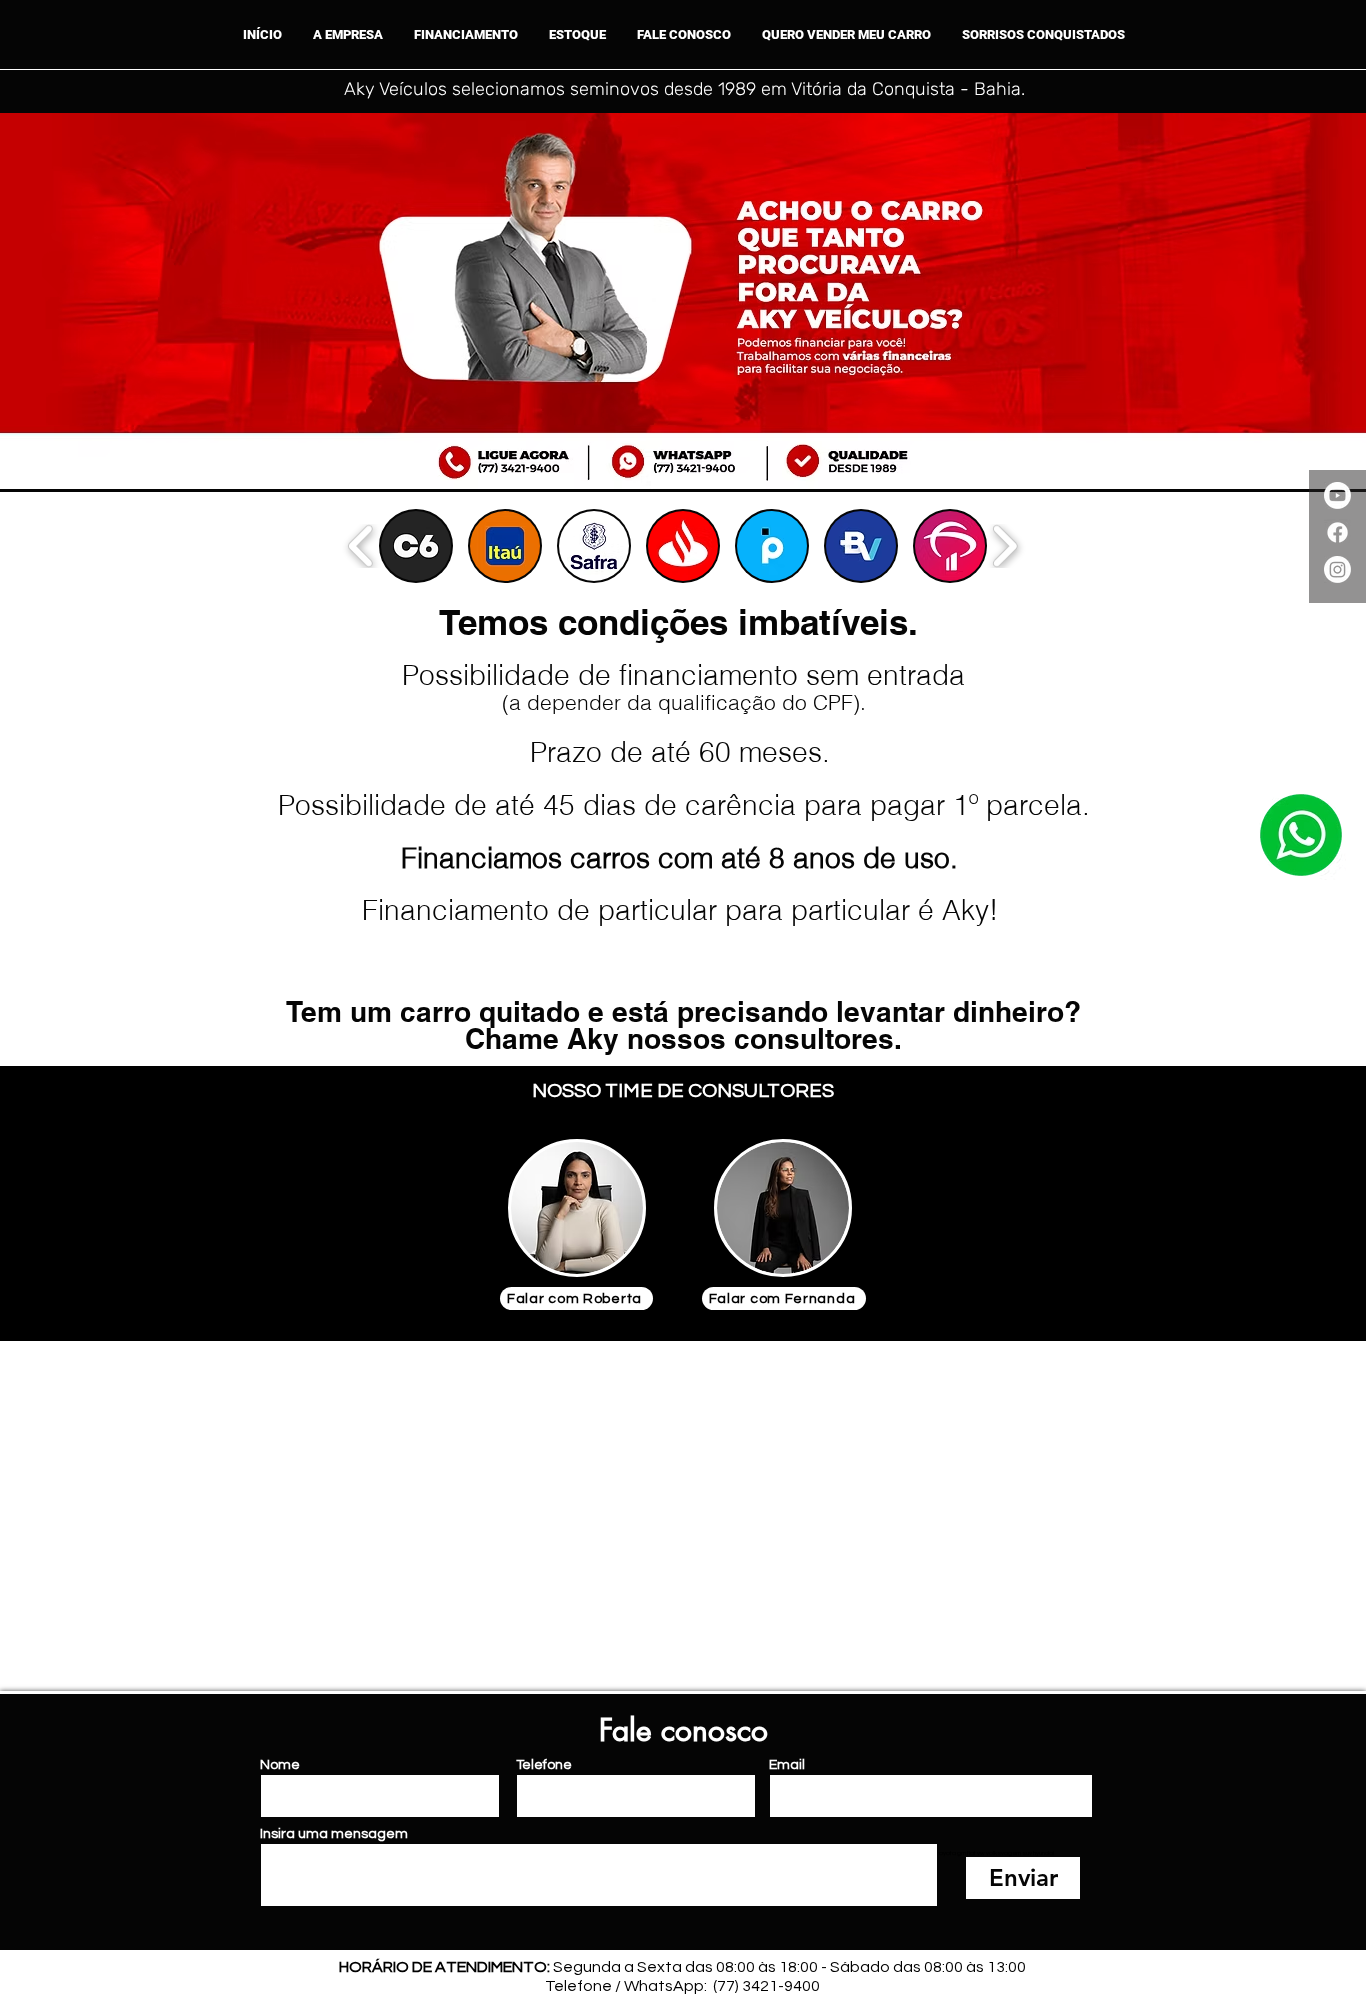 INÍCIO A EMPRESA FINANCIAMENTO ESTOQUE FALE CONOSCO QUERO VENDER MEU CARRO SORRISOS CONQUISTADOS
Aky Veículos selecionamos seminovos desde 1989 em Vitória da Conquista - Bahia.
ACHOU O CARRO
QUE TANTO
PROCURAVA
FORA DA
AKY VEÍCULOS?
Podemos financiar para você!
Trabalhamos com várias financeiras
para facilitar sua negociação.
LIGUE AGORA
(77) 3421-9400
WHATSAPP
(77) 3421-9400
QUALIDADE
DESDE 1989
C6 Itaú Safra p BV
Temos condições imbatíveis.
Possibilidade de financiamento sem entrada
(a depender da qualificação do CPF).
Prazo de até 60 meses.
Possibilidade de até 45 dias de carência para pagar 1º parcela.
Financiamos carros com até 8 anos de uso.
Financiamento de particular para particular é Aky!
Tem um carro quitado e está precisando levantar dinheiro?
Chame Aky nossos consultores.
NOSSO TIME DE CONSULTORES
Falar com Roberta Falar com Fernanda
Fale conosco
Nome Telefone Email
Insira uma mensagem
Enviar
HORÁRIO DE ATENDIMENTO: Segunda a Sexta das 08:00 às 18:00 - Sábado das 08:00 às 13:00
Telefone / WhatsApp: (77) 3421-9400